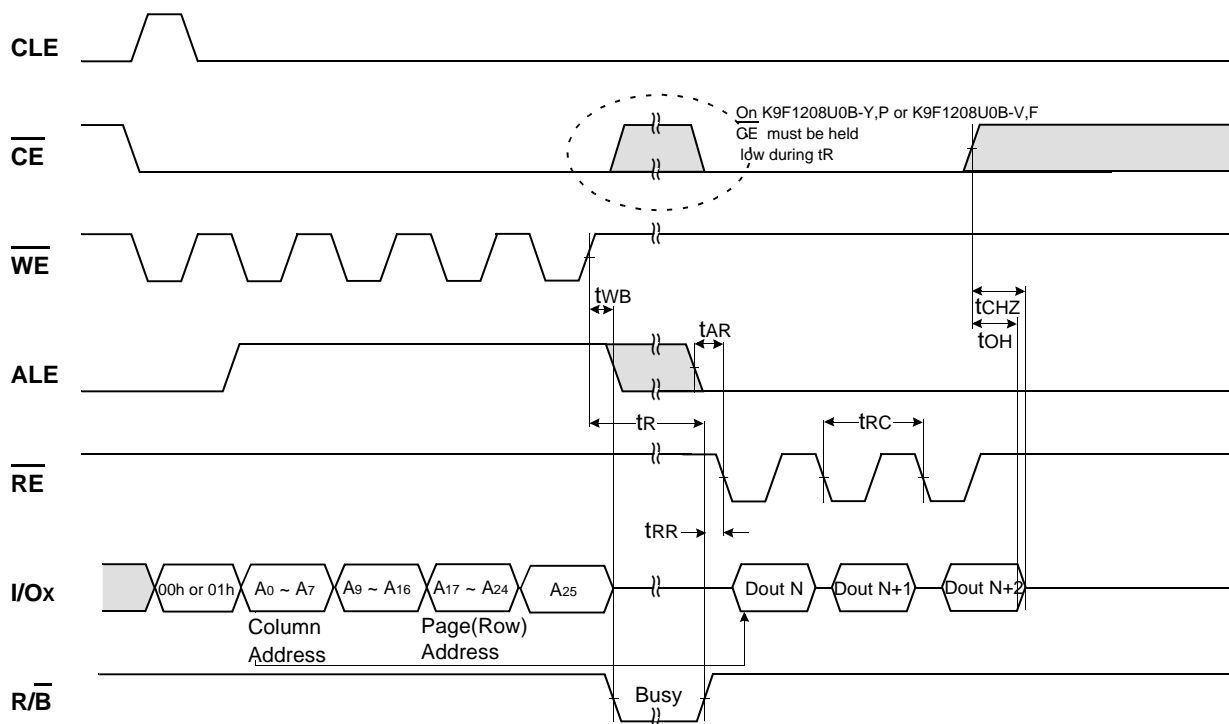 CLE
On K9F1208U0B-Y,P or K9F1208U0B-V,F
CE must be held
low during tR
CE
WE
tWB
tCHZ
tAR
tOH
ALE
tR
tRC
RE
tRR
I/Ox
00h or 01h
A0 ~ A7
A9 ~ A16
A17 ~ A24
A25
Dout N
Dout N+1
Dout N+2
Column
Address
Page(Row)
Address
R/B
Busy